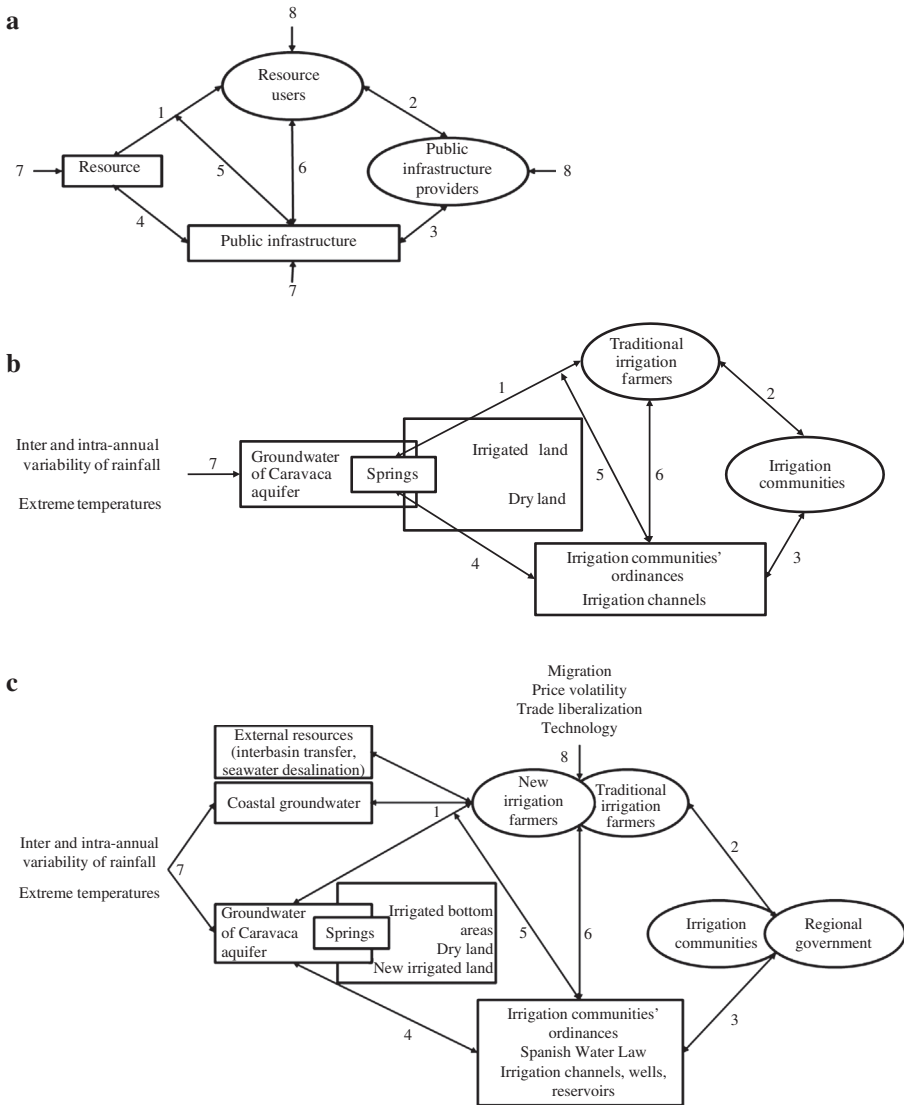 a
8
Resource
users
1
2
7
Resource
5
6
Public
infrastructure
providers
8
4
3
Public infrastructure
7
b
Traditional
irrigation
farmers
1
2
Inter and intra-annual
variability of rainfall
Extreme temperatures
7
Groundwater
of Caravaca
aquifer
Springs
Irrigated land
Dry land
5
6
Irrigation
communities
4
3
Irrigation communities'
ordinances
Irrigation channels
c
Migration
Price volatility
Trade liberalization
Technology
8
External resources
(interbasin transfer,
seawater desalination)
Coastal groundwater
New
irrigation
farmers
Traditional
irrigation
farmers
1
2
Inter and intra-annual
variability of rainfall
Extreme temperatures
7
Groundwater
of Caravaca
aquifer
Springs
Irrigated bottom
areas
Dry land
New irrigated land
5
6
Irrigation
communities
Regional
government
4
3
Irrigation communities'
ordinances
Spanish Water Law
Irrigation channels, wells,
reservoirs